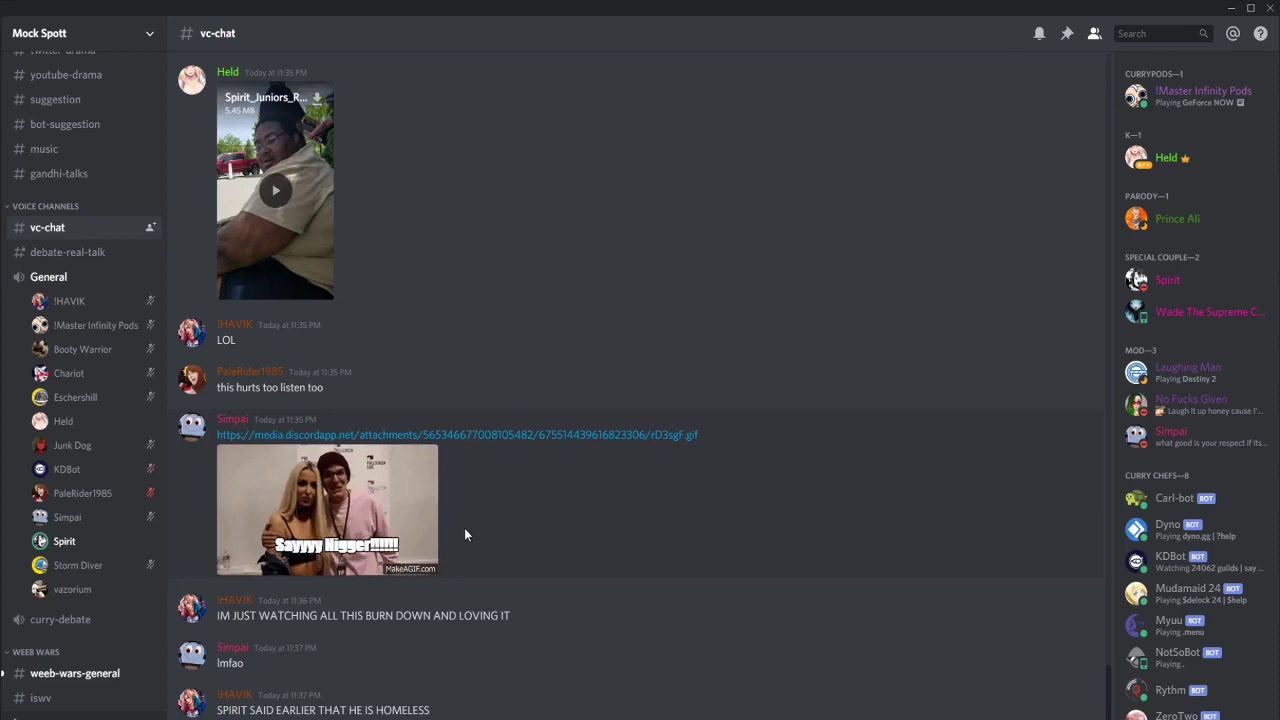 Mock Spott
# vc-chat
Search
# twitter-drama
# youtube-drama
# suggestion
# bot-suggestion
# music
# gandhi-talks
VOICE CHANNELS
# vc-chat
# debate-real-talk
General
!HAVIK
!Master Infinity Pods
Booty Warrior
Chariot
Eschershill
Held
Junk Dog
KDBot
PaleRider1985
Simpai
Spirit
Storm Diver
vazorium
curry-debate
WEEB WARS
# weeb-wars-general
# iswv
Held Today at 11:35 PM
Spirit_Juniors_R...
5.45 MB
!HAVIK Today at 11:35 PM
LOL
PaleRider1985 Today at 11:35 PM
this hurts too listen too
Simpai Today at 11:35 PM
https://media.discordapp.net/attachments/565346677008105482/675514439616823306/rD3sgF.gif
Sayyyy Nigger!!!!!!
MakeAGIF.com
!HAVIK Today at 11:36 PM
IM JUST WATCHING ALL THIS BURN DOWN AND LOVING IT
Simpai Today at 11:37 PM
lmfao
!HAVIK Today at 11:37 PM
SPIRIT SAID EARLIER THAT HE IS HOMELESS
CURRYPODS—1
!Master Infinity Pods
Playing GeForce NOW
K—1
Held
PARODY—1
Prince Ali
SPECIAL COUPLE—2
Spirit
Wade The Supreme C...
MOD—3
Laughing Man
Playing Destiny 2
No Fucks Given
Laugh it up honey cause I'...
Simpai
what good is your respect if its...
CURRY CHEFS—8
Carl-bot BOT
Dyno BOT
Playing dyno.gg | ?help
KDBot BOT
Watching 24062 guilds | say ...
Mudamaid 24 BOT
Playing $delock 24 | $help
Myuu BOT
Playing .menu
NotSoBot BOT
Playing .
Rythm BOT
ZeroTwo BOT